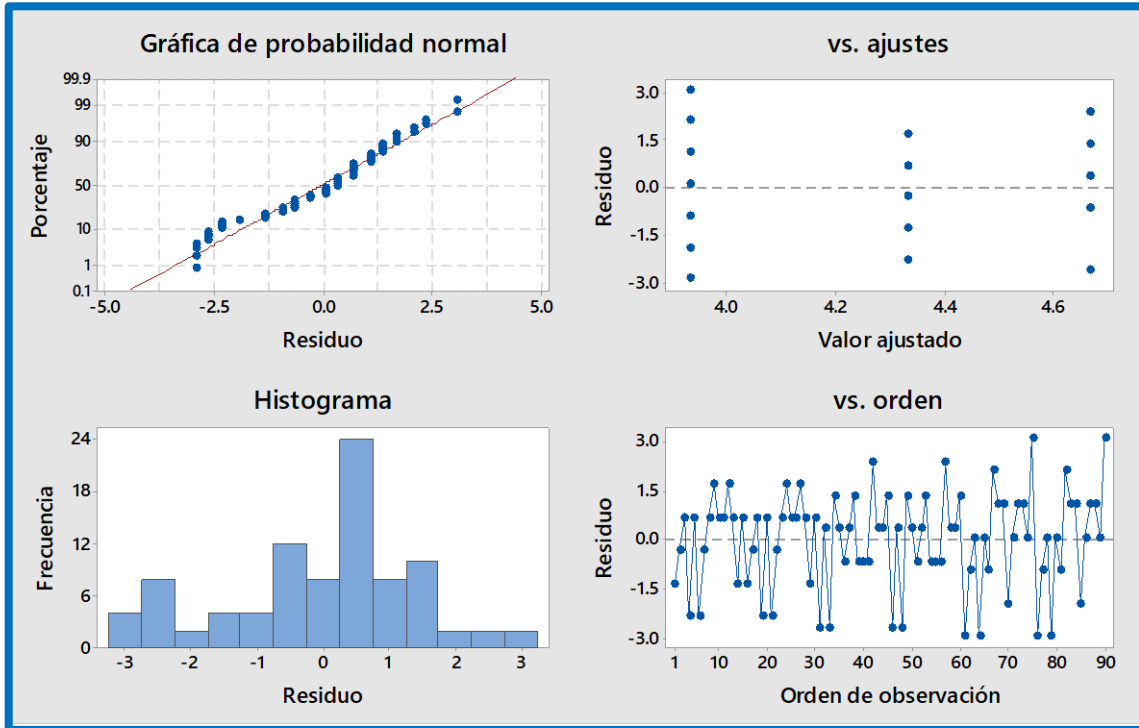 Gráfica de probabilidad normal
99.9
99
90
50
10
1
0.1
Porcentaje
-5.0 -2.5 0.0 2.5 5.0
Residuo
vs. ajustes
3.0
1.5
0.0
-1.5
-3.0
Residuo
4.0 4.2 4.4 4.6
Valor ajustado
Histograma
24
18
12
6
0
Frecuencia
-3 -2 -1 0 1 2 3
Residuo
vs. orden
3.0
1.5
0.0
-1.5
-3.0
Residuo
1 10 20 30 40 50 60 70 80 90
Orden de observación